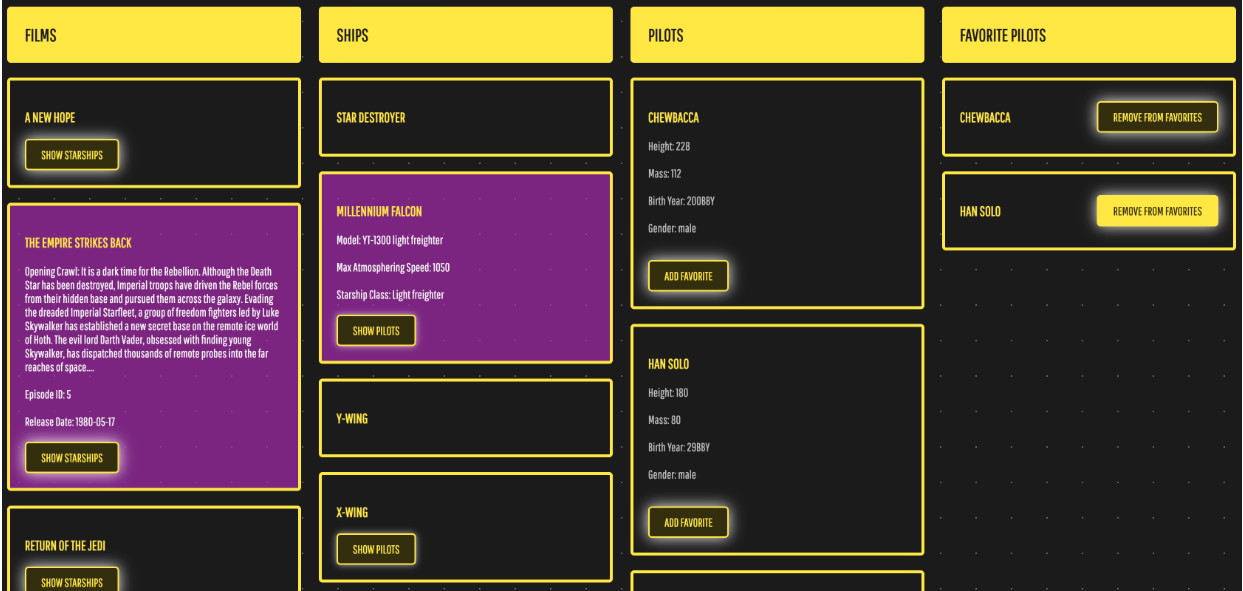 FILMS
A NEW HOPE
SHOW STARSHIPS
THE EMPIRE STRIKES BACK
Opening Crawl: It is a dark time for the Rebellion. Although the Death
Star has been destroyed, Imperial troops have driven the Rebel forces
from their hidden base and pursued them across the galaxy. Evading
the dreaded Imperial Starfleet, a group of freedom fighters led by Luke
Skywalker has established a new secret base on the remote ice world
of Hoth. The evil lord Darth Vader, obsessed with finding young
Skywalker, has dispatched thousands of remote probes into the far
reaches of space....
Episode ID: 5
Release Date: 1980-05-17
SHOW STARSHIPS
RETURN OF THE JEDI
SHOW STARSHIPS
SHIPS
STAR DESTROYER
MILLENNIUM FALCON
Model: YT-1300 light freighter
Max Atmosphering Speed: 1050
Starship Class: Light freighter
SHOW PILOTS
Y-WING
X-WING
SHOW PILOTS
PILOTS
CHEWBACCA
Height: 228
Mass: 112
Birth Year: 200BBY
Gender: male
ADD FAVORITE
HAN SOLO
Height: 180
Mass: 80
Birth Year: 29BBY
Gender: male
ADD FAVORITE
FAVORITE PILOTS
CHEWBACCA
REMOVE FROM FAVORITES
HAN SOLO
REMOVE FROM FAVORITES